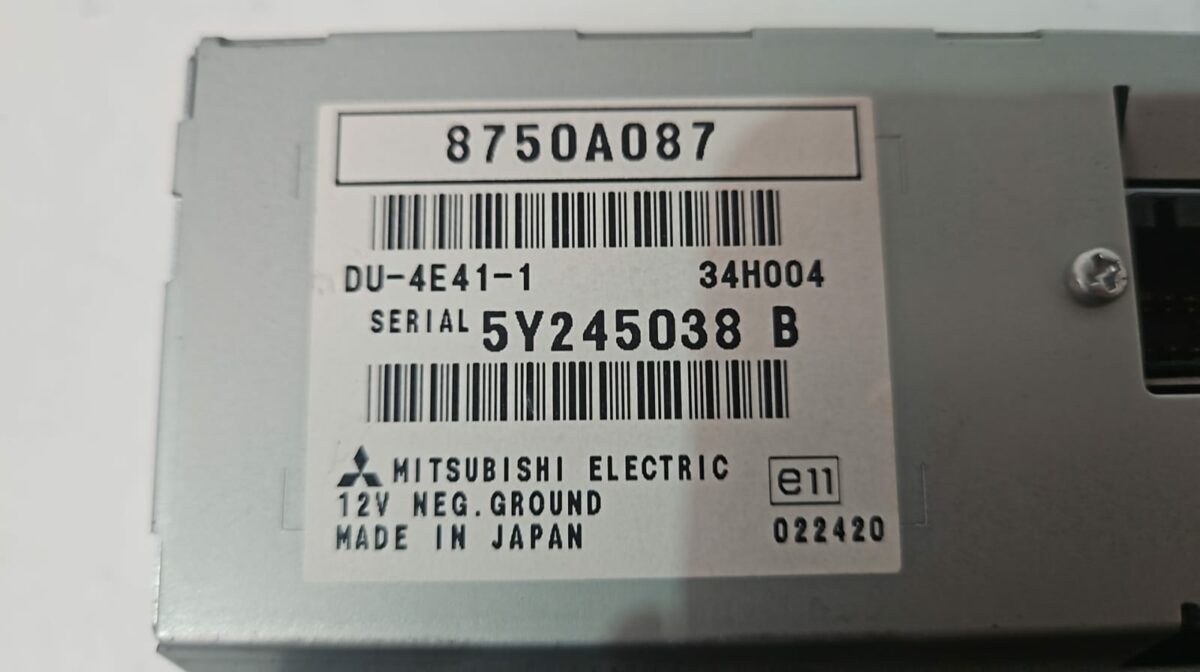 8750A087
DU-4E41-1 34H004
SERIAL 5Y245038 B
MITSUBISHI ELECTRIC e11
12V NEG.GROUND
MADE IN JAPAN 022420